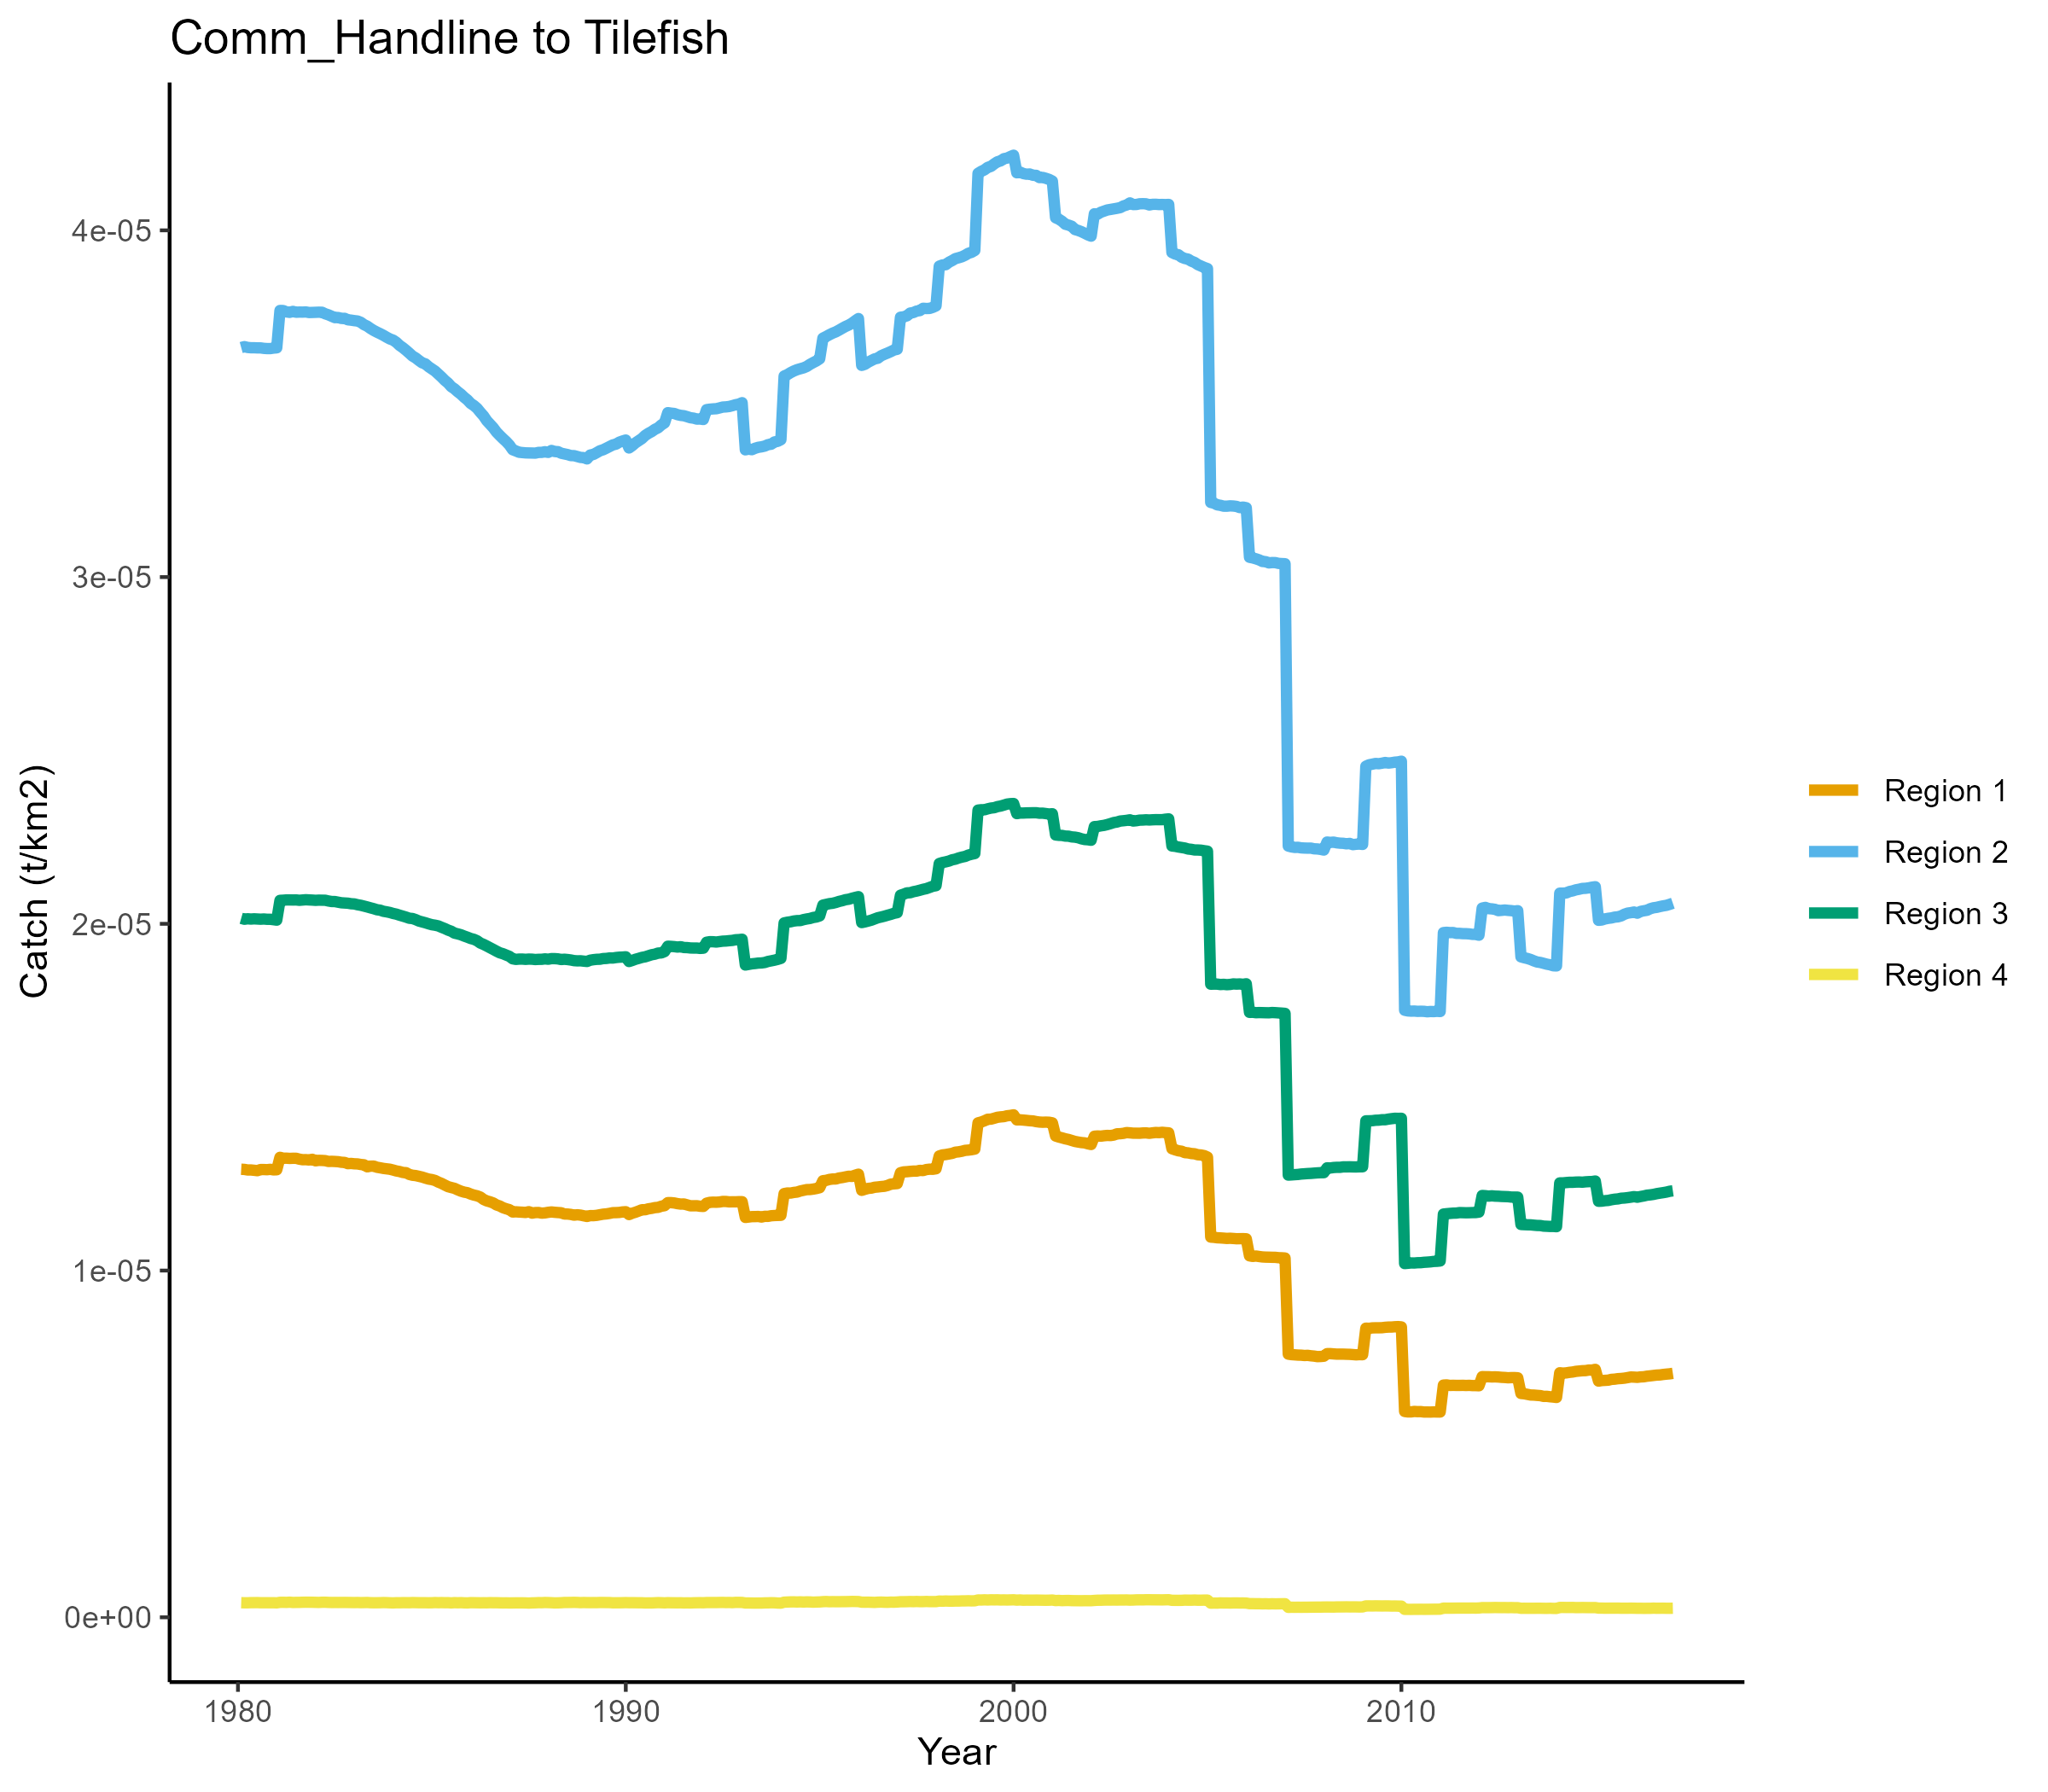 Comm_Handline to Tilefish
Catch (t/km2)
4e-05
3e-05
2e-05
1e-05
0e+00
1980
1990
2000
2010
Year
Region 1
Region 2
Region 3
Region 4